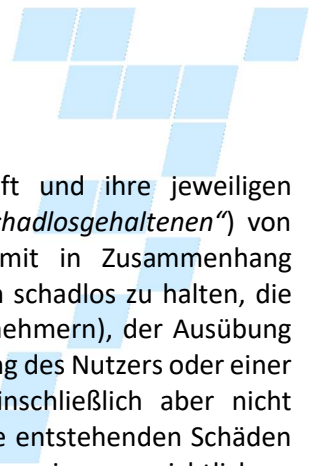 ft und ihre jeweiligen
chadlosgehaltenen“) von
mit in Zusammenhang
n schadlos zu halten, die
nehmern), der Ausübung
ng des Nutzers oder einer
inschließlich aber nicht
e entstehenden Schäden